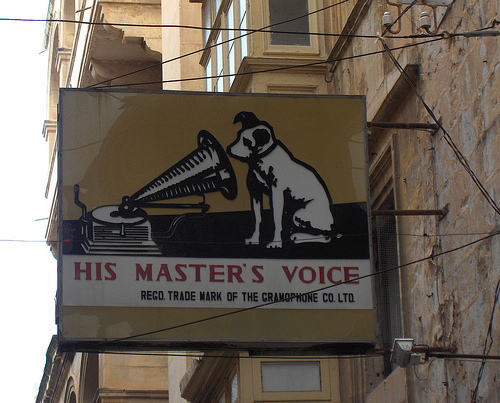 HIS MASTER'S VOICE
REGD. TRADE MARK OF THE GRAMOPHONE CO. LTD.